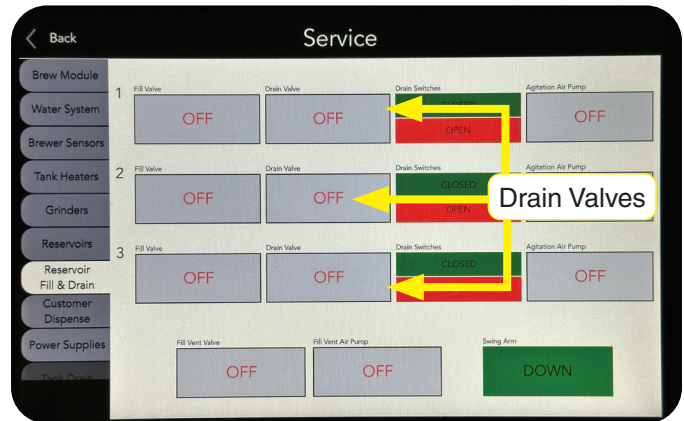 Back
Service
Brew Module
Water System
Brewer Sensors
Tank Heaters
Grinders
Reservoirs
Reservoir
Fill & Drain
Customer
Dispense
Power Supplies
Tank Drain
1
Fill Valve
OFF
Drain Valve
OFF
Drain Switches
CLOSED
OPEN
Agitation Air Pump
OFF
2
Fill Valve
OFF
Drain Valve
OFF
Drain Switches
CLOSED
OPEN
Agitation Air Pump
Drain Valves
3
Fill Valve
OFF
Drain Valve
OFF
Drain Switches
CLOSED
Agitation Air Pump
OFF
Fill Vent Valve
OFF
Fill Vent Air Pump
OFF
Swing Arm
DOWN